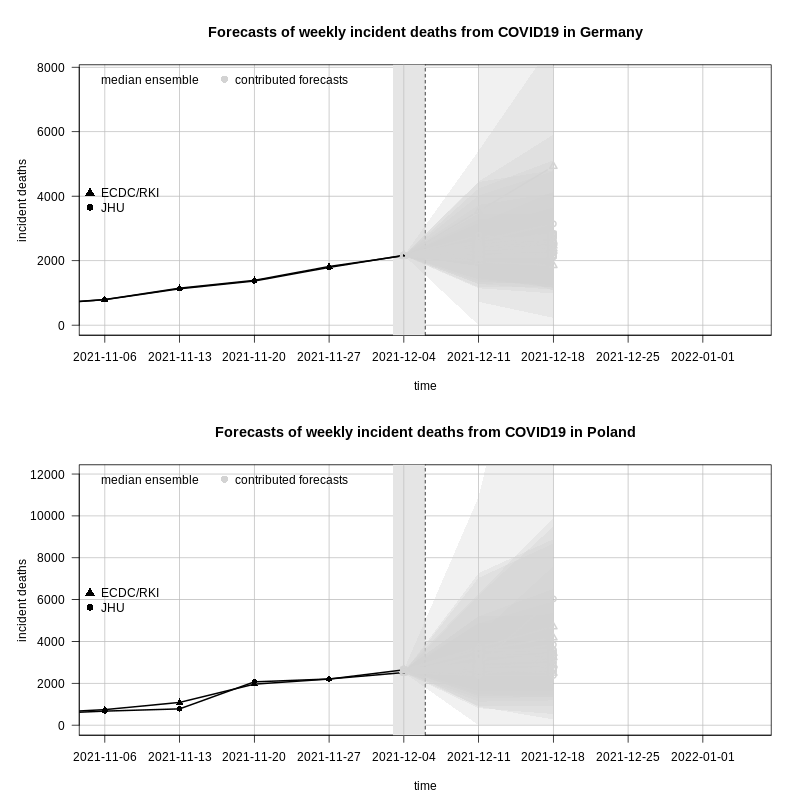 Forecasts of weekly incident deaths from COVID19 in Germany
8000
6000
4000
2000
0
incident deaths
median ensemble contributed forecasts
ECDC/RKI
JHU
2021-11-06 2021-11-13 2021-11-20 2021-11-27 2021-12-04 2021-12-11 2021-12-18 2021-12-25 2022-01-01
time
Forecasts of weekly incident deaths from COVID19 in Poland
12000
10000
8000
6000
4000
2000
0
incident deaths
median ensemble contributed forecasts
ECDC/RKI
JHU
2021-11-06 2021-11-13 2021-11-20 2021-11-27 2021-12-04 2021-12-11 2021-12-18 2021-12-25 2022-01-01
time